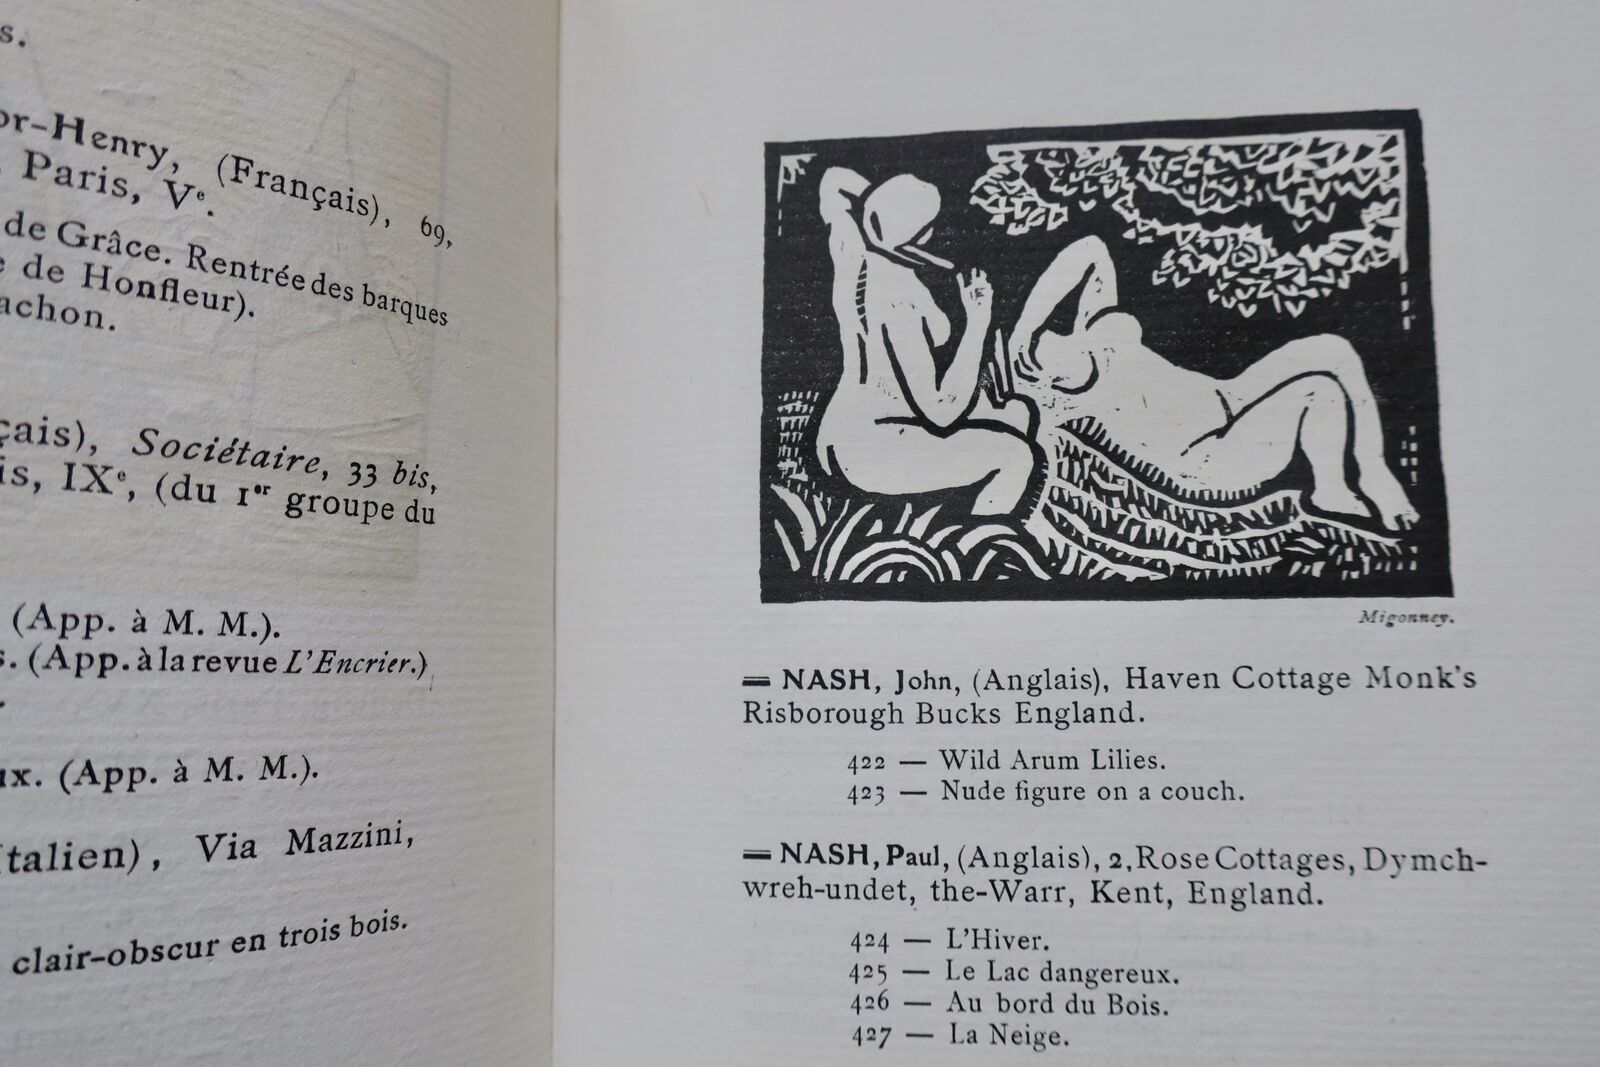 s.
or-Henry, (Français), 69,
, Paris, Ve.
de Grâce. Rentrée des barques
e de Honfleur).
achon.
çais), Sociétaire, 33 bis,
is, IXe, (du 1er groupe du
(App. à M. M.).
s. (App. à la revue L'Encrier.)
ux. (App. à M. M.).
Italien), Via Mazzini,
clair-obscur en trois bois.
Migonney.
= NASH, John, (Anglais), Haven Cottage Monk's
Risborough Bucks England.
422 — Wild Arum Lilies.
423 — Nude figure on a couch.
= NASH, Paul, (Anglais), 2, Rose Cottages, Dymch-
wreh-undet, the-Warr, Kent, England.
424 — L'Hiver.
425 — Le Lac dangereux.
426 — Au bord du Bois.
427 — La Neige.